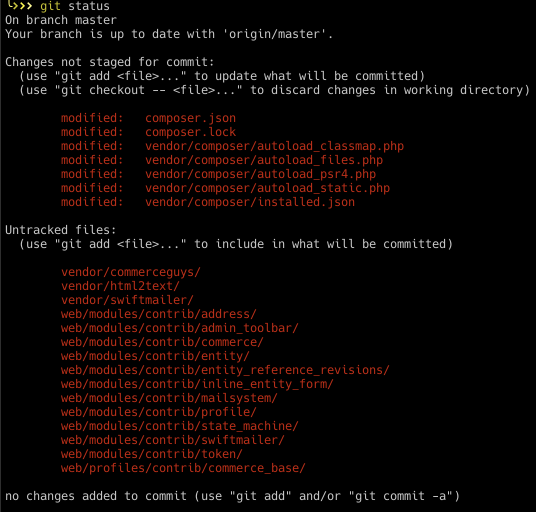 ╰>>> git status
On branch master
Your branch is up to date with 'origin/master'.

Changes not staged for commit:
  (use "git add <file>..." to update what will be committed)
  (use "git checkout -- <file>..." to discard changes in working directory)

        modified:   composer.json
        modified:   composer.lock
        modified:   vendor/composer/autoload_classmap.php
        modified:   vendor/composer/autoload_files.php
        modified:   vendor/composer/autoload_psr4.php
        modified:   vendor/composer/autoload_static.php
        modified:   vendor/composer/installed.json

Untracked files:
  (use "git add <file>..." to include in what will be committed)

        vendor/commerceguys/
        vendor/html2text/
        vendor/swiftmailer/
        web/modules/contrib/address/
        web/modules/contrib/admin_toolbar/
        web/modules/contrib/commerce/
        web/modules/contrib/entity/
        web/modules/contrib/entity_reference_revisions/
        web/modules/contrib/inline_entity_form/
        web/modules/contrib/mailsystem/
        web/modules/contrib/profile/
        web/modules/contrib/state_machine/
        web/modules/contrib/swiftmailer/
        web/modules/contrib/token/
        web/profiles/contrib/commerce_base/

no changes added to commit (use "git add" and/or "git commit -a")